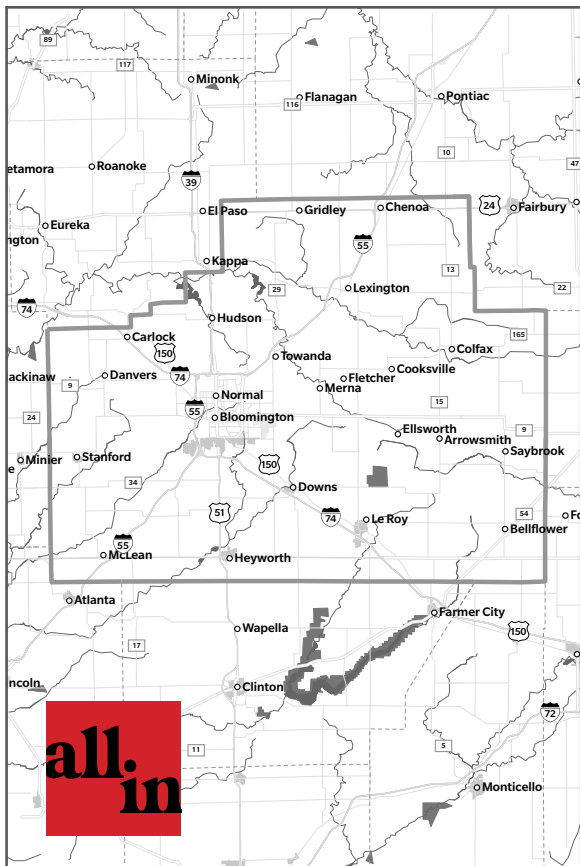 89
117
Minonk
Flanagan
116
Pontiac
10
47
etamora
Roanoke
39
El Paso
Gridley
Chenoa
24
Fairbury
Eureka
ngton
55
Kappa
13
29
Lexington
22
74
Hudson
165
Carlock
150
Towanda
Colfax
ackinaw
Danvers
74
Cooksville
Fletcher
9
Merna
Normal
15
24
55
Bloomington
Ellsworth
9
Arrowsmith
Saybrook
e
Minier
Stanford
150
34
Downs
51
74
Le Roy
54
Fo
Bellflower
55
McLean
Heyworth
Atlanta
Farmer City
Wapella
150
17
ncoln
Clinton
72
all.
in
11
5
Monticello